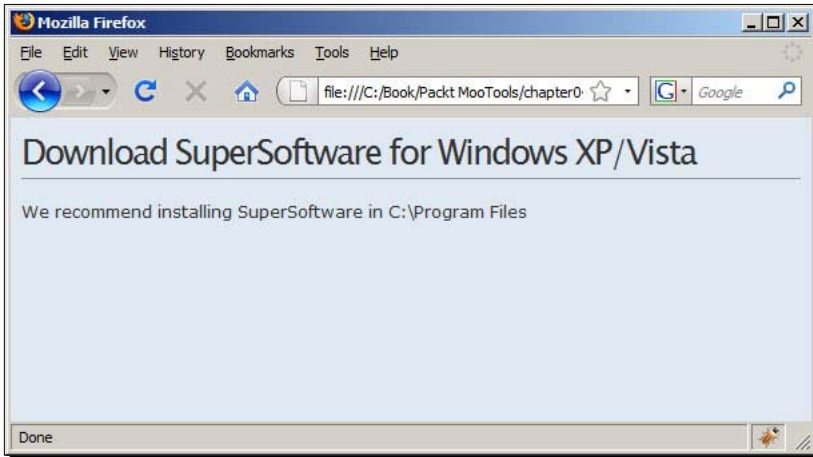 Mozilla Firefox
File Edit View History Bookmarks Tools Help
file:///C:/Book/Packt MooTools/chapter0 G Google
Download SuperSoftware for Windows XP/Vista
We recommend installing SuperSoftware in C:\Program Files
Done